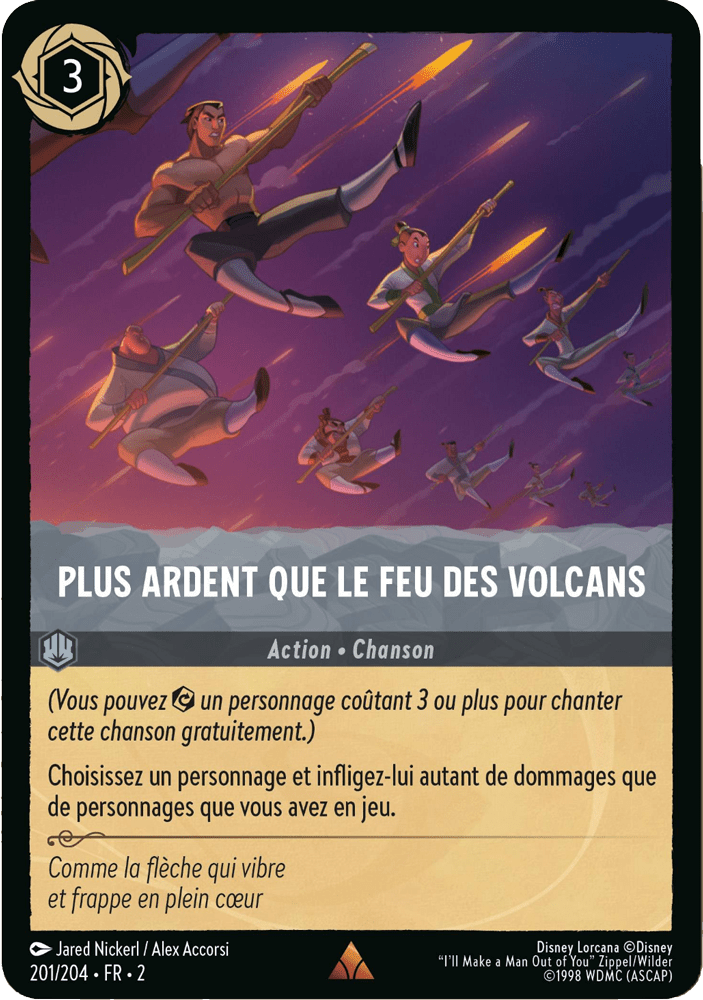 3
PLUS ARDENT QUE LE FEU DES VOLCANS
Action • Chanson
(Vous pouvez un personnage coûtant 3 ou plus pour chanter
cette chanson gratuitement.)
Choisissez un personnage et infligez-lui autant de dommages que
de personnages que vous avez en jeu.
Comme la flèche qui vibre
et frappe en plein cœur
Jared Nickerl / Alex Accorsi
201/204 • FR • 2
Disney Lorcana ©Disney
“I’ll Make a Man Out of You” Zippel/Wilder
©1998 WDMC (ASCAP)